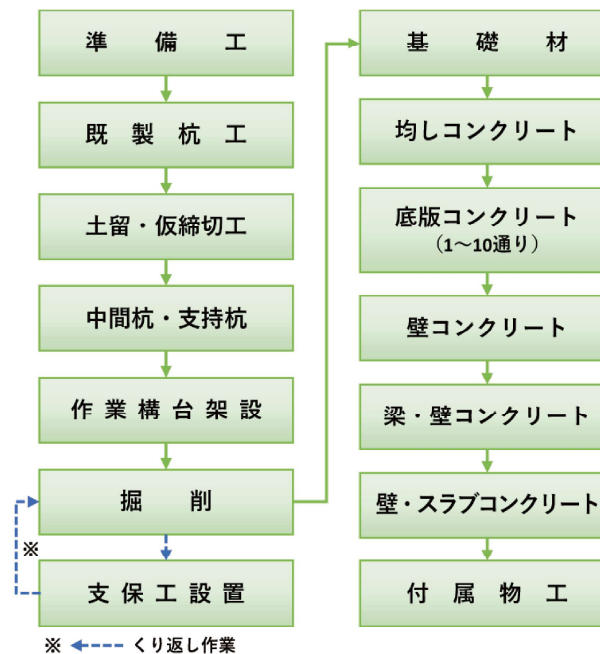 準備工
既製杭工
土留・仮締切工
中間杭・支持杭
作業構台架設
掘削
※
支保工設置
※ くり返し作業
基礎材
均しコンクリート
底版コンクリート
（1～10通り）
壁コンクリート
梁・壁コンクリート
壁・スラブコンクリート
付属物工